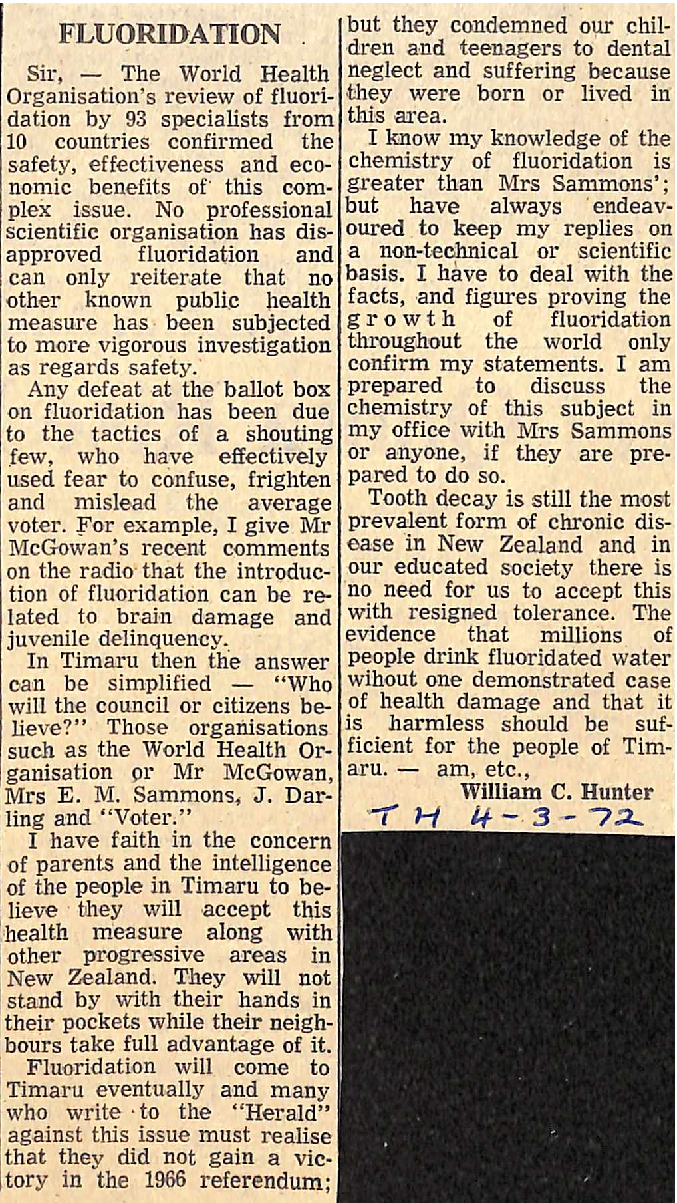 FLUORIDATION
Sir, — The World Health
Organisation's review of fluori-
dation by 93 specialists from
10 countries confirmed the
safety, effectiveness and eco-
nomic benefits of this com-
plex issue. No professional
scientific organisation has dis-
approved fluoridation and
can only reiterate that no
other known public health
measure has been subjected
to more vigorous investigation
as regards safety.
Any defeat at the ballot box
on fluoridation has been due
to the tactics of a shouting
few, who have effectively
used fear to confuse, frighten
and mislead the average
voter. For example, I give Mr
McGowan's recent comments
on the radio that the introduc-
tion of fluoridation can be re-
lated to brain damage and
juvenile delinquency.
In Timaru then the answer
can be simplified — "Who
will the council or citizens be-
lieve?" Those organisations
such as the World Health Or-
ganisation or Mr McGowan,
Mrs E. M. Sammons, J. Dar-
ling and "Voter."
I have faith in the concern
of parents and the intelligence
of the people in Timaru to be-
lieve they will accept this
health measure along with
other progressive areas in
New Zealand. They will not
stand by with their hands in
their pockets while their neigh-
bours take full advantage of it.
Fluoridation will come to
Timaru eventually and many
who write to the "Herald"
against this issue must realise
that they did not gain a vic-
tory in the 1966 referendum;
but they condemned our chil-
dren and teenagers to dental
neglect and suffering because
they were born or lived in
this area.
I know my knowledge of the
chemistry of fluoridation is
greater than Mrs Sammons';
but have always endeav-
oured to keep my replies on
a non-technical or scientific
basis. I have to deal with the
facts, and figures proving the
growth of fluoridation
throughout the world only
confirm my statements. I am
prepared to discuss the
chemistry of this subject in
my office with Mrs Sammons
or anyone, if they are pre-
pared to do so.
Tooth decay is still the most
prevalent form of chronic dis-
ease in New Zealand and in
our educated society there is
no need for us to accept this
with resigned tolerance. The
evidence that millions of
people drink fluoridated water
wihout one demonstrated case
of health damage and that it
is harmless should be suf-
ficient for the people of Tim-
aru. — am, etc.,
William C. Hunter
TH 4-3-72